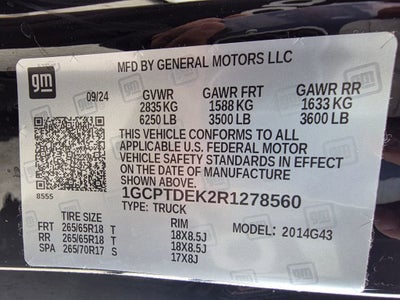 gm
MFD BY GENERAL MOTORS LLC
09/24 GVWR GAWR FRT GAWR RR
2835 KG 1588 KG 1633 KG
6250 LB 3500 LB 3600 LB
THIS VEHICLE CONFORMS TO ALL
APPLICABLE U.S. FEDERAL MOTOR
VEHICLE SAFETY STANDARDS IN EFFECT
ON THE DATE OF MANUFACTURE
SHOWN ABOVE.
8555 1GCPTDEK2R1278560
TYPE: TRUCK
TIRE SIZE RIM MODEL: 2014G43
FRT 265/65R18 T 18X8.5J
RR 265/65R18 T 18X8.5J
SPA 265/70R17 S 17X8J